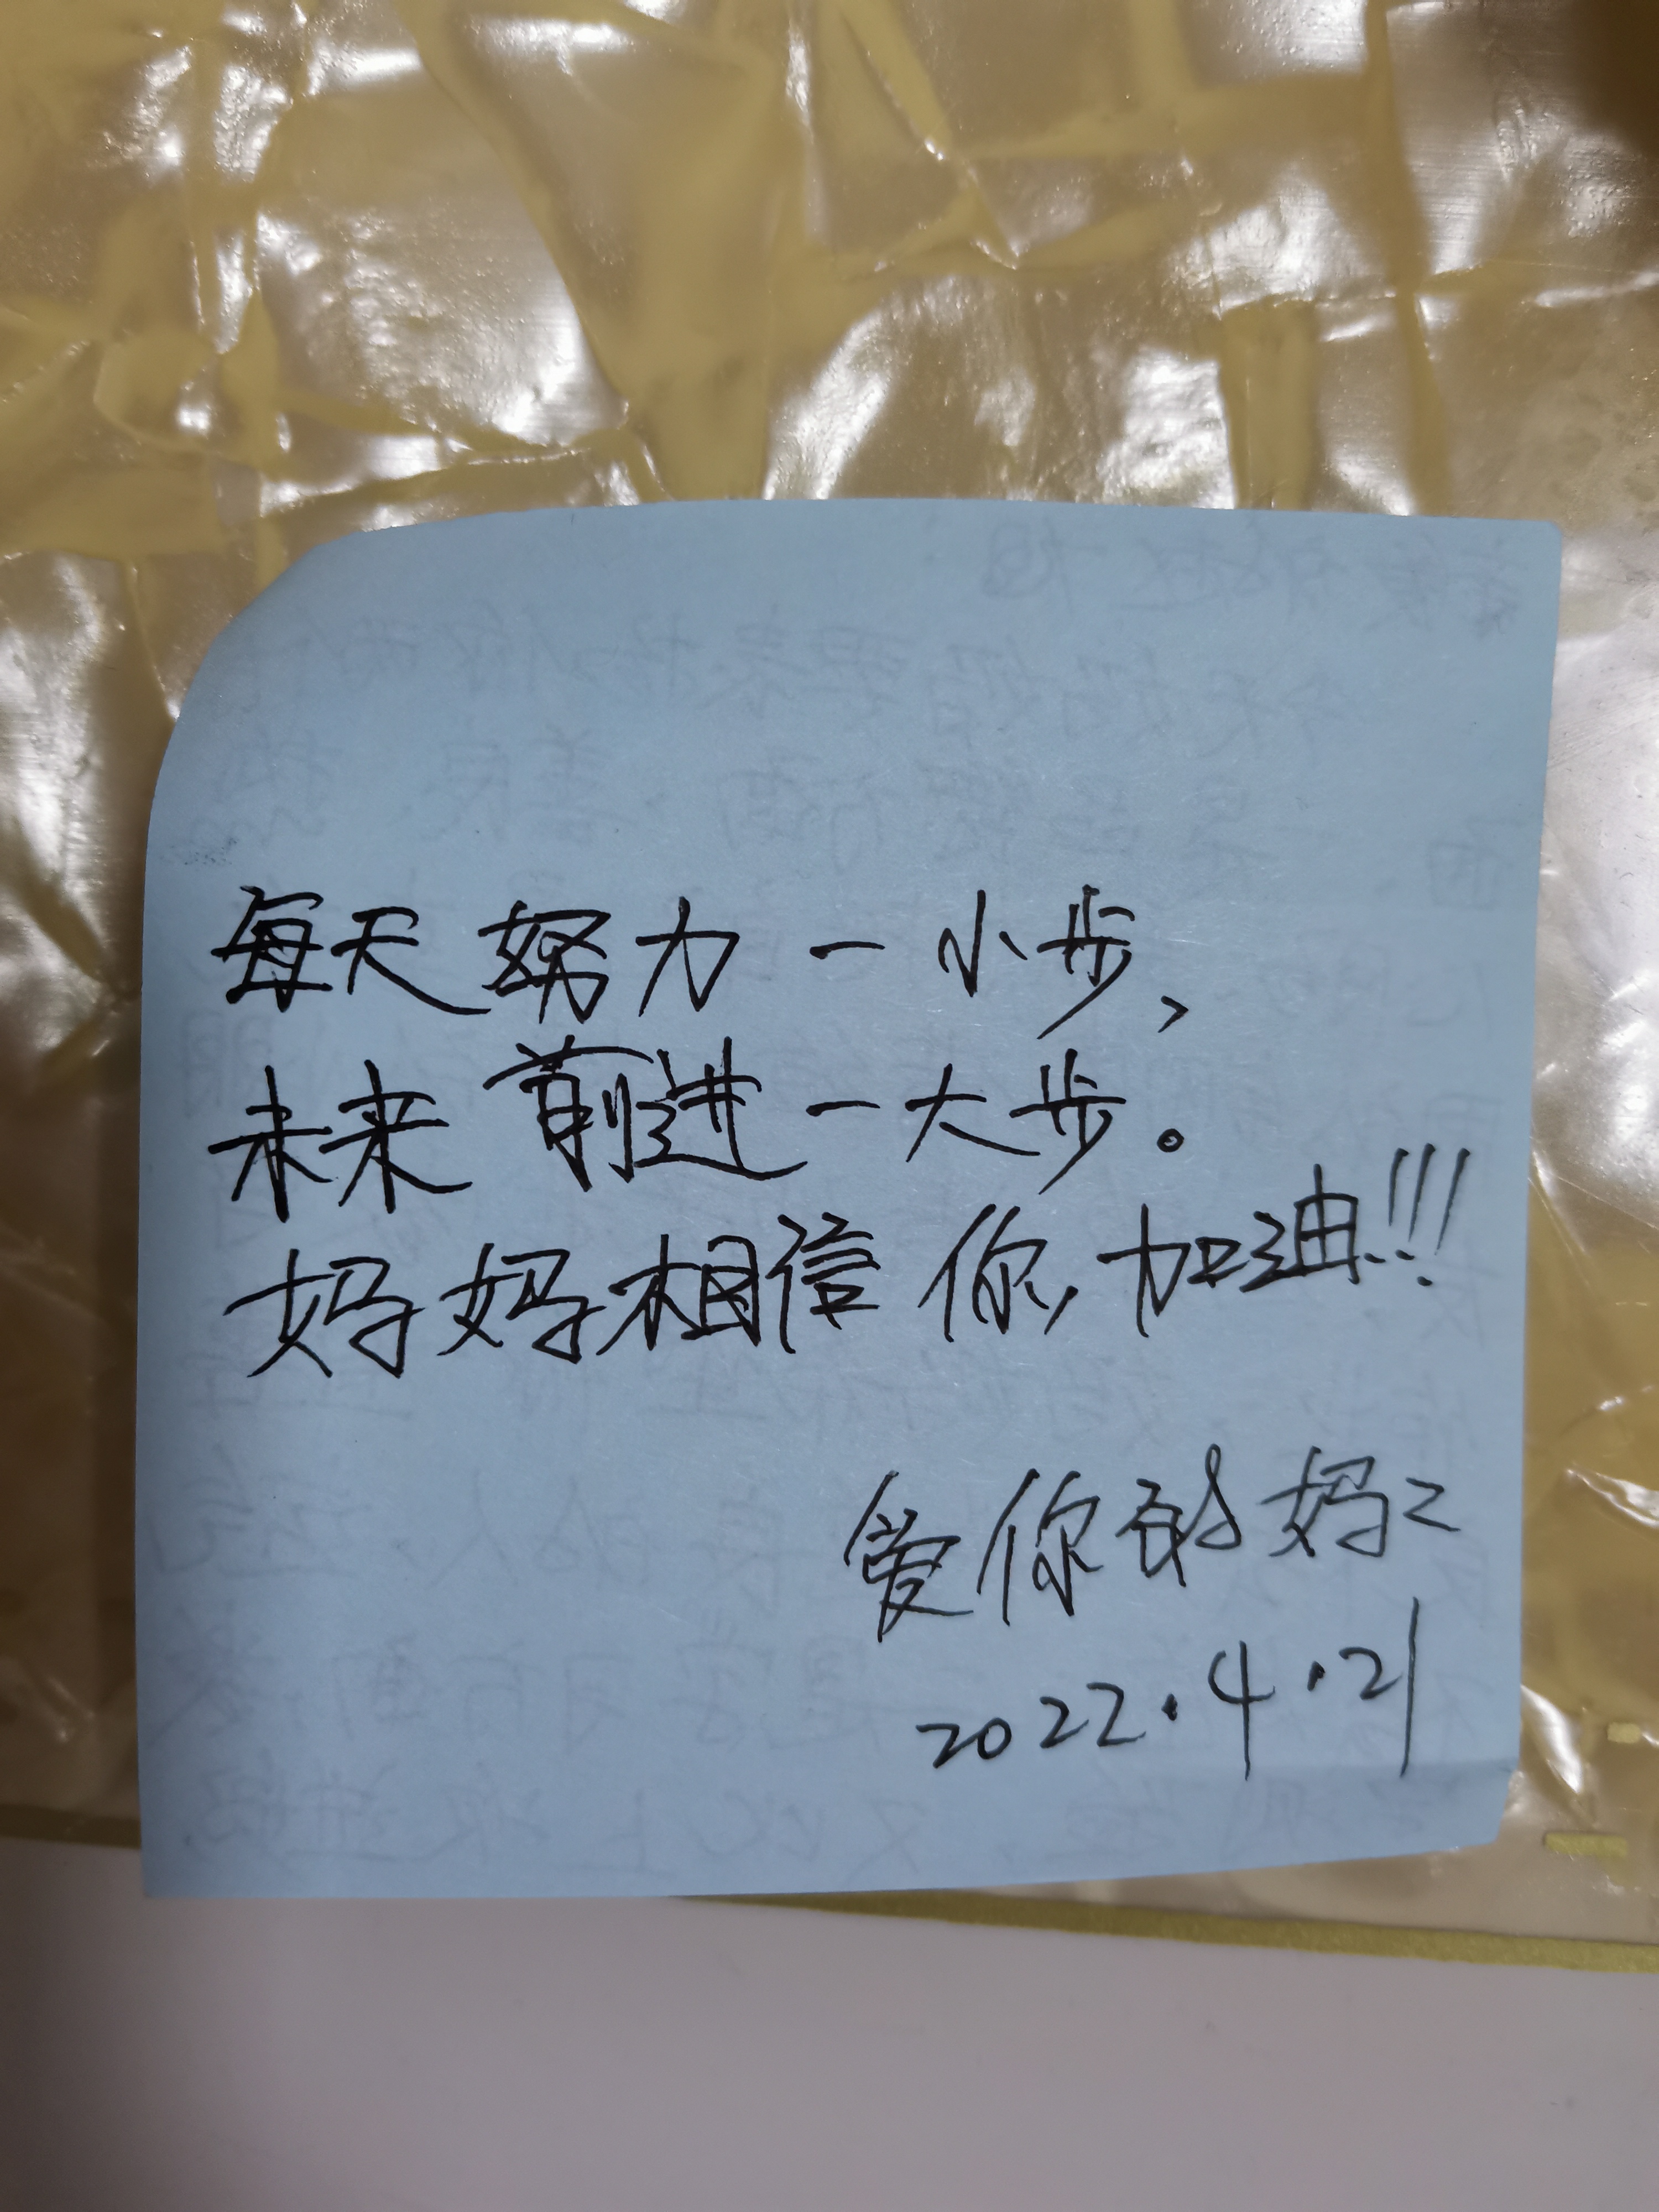 每天努力一小步,
未来前进一大步。
妈妈相信你,加油!!!
爱你的妈々
2022.4.21